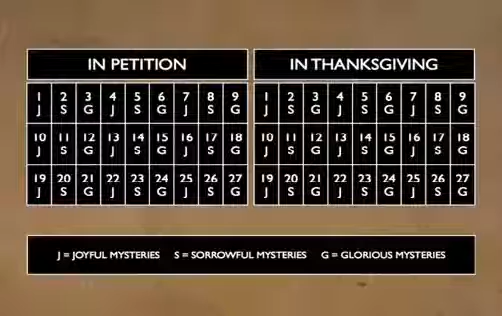 IN PETITION
1 2 3 4 5 6 7 8 9
J S G J S G J S G
10 11 12 13 14 15 16 17 18
J S G J S G J S G
19 20 21 22 23 24 25 26 27
J S G J S G J S G
IN THANKSGIVING
1 2 3 4 5 6 7 8 9
J S G J S G J S G
10 11 12 13 14 15 16 17 18
J S G J S G J S G
19 20 21 22 23 24 25 26 27
J S G J S G J S G
J = JOYFUL MYSTERIES S = SORROWFUL MYSTERIES G = GLORIOUS MYSTERIES